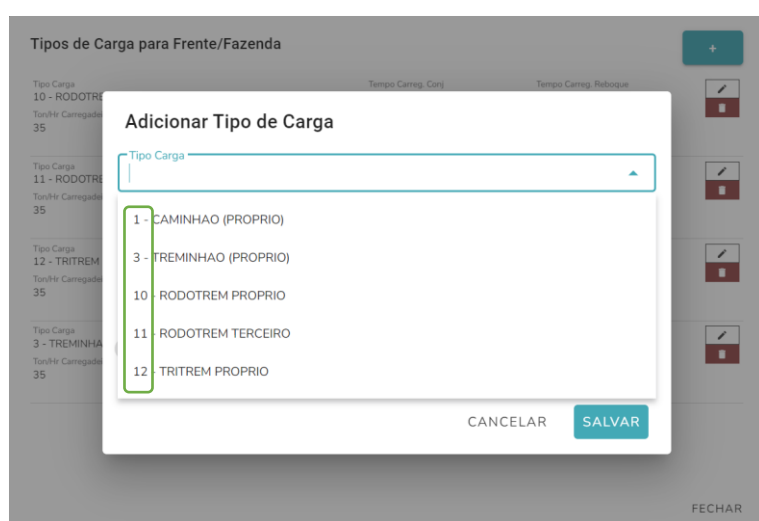 Tipos de Carga para Frente/Fazenda
+
Tipo Carga
Tempo Carreg. Conj
Tempo Carreg. Reboque
10 - RODOTRE
Ton/Hr Carregade
35
Adicionar Tipo de Carga
Tipo Carga
Tipo Carga
11 - RODOTRE
Ton/Hr Carregade
35
1 - CAMINHAO (PROPRIO)
3 - TREMINHAO (PROPRIO)
10 - RODOTREM PROPRIO
11 - RODOTREM TERCEIRO
12 - TRITREM PROPRIO
Tipo Carga
12 - TRITREM
Ton/Hr Carregade
35
Tipo Carga
3 - TREMINHA
Ton/Hr Carregade
35
CANCELAR
SALVAR
FECHAR